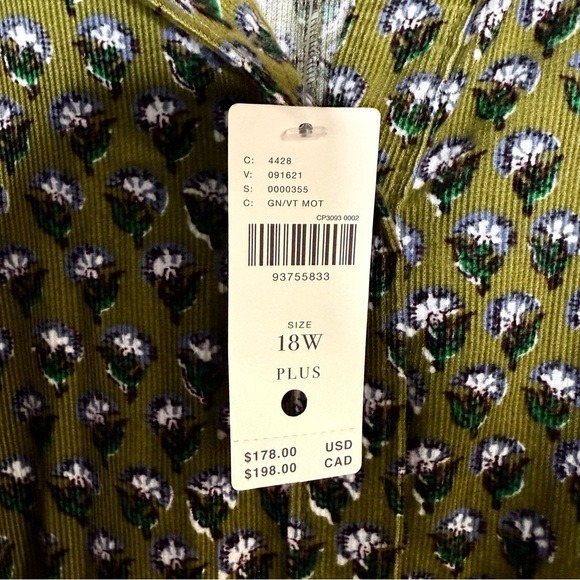 C: 4428
V: 091621
S: 0000355
C: GN/VT MOT
CP3093 0002
93755833
SIZE
18W
PLUS
$178.00 USD
$198.00 CAD